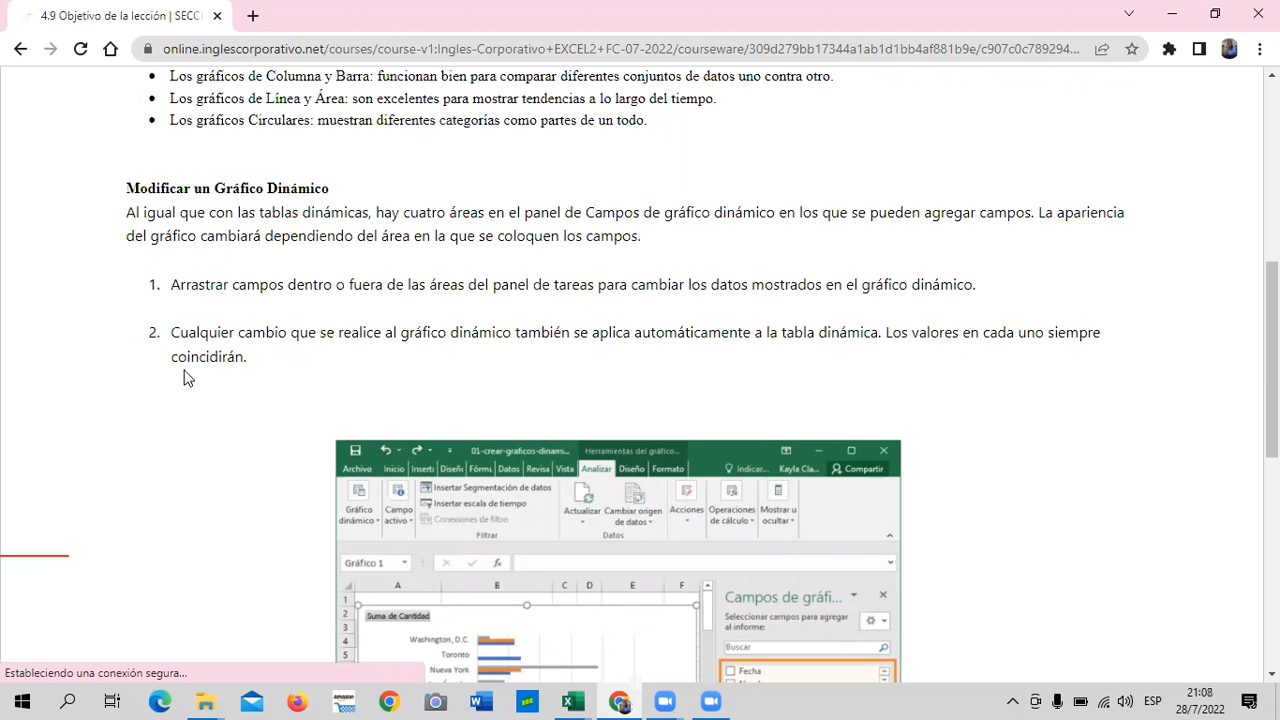 4.9 Objetivo de la lección | SECCI
online.inglescorporativo.net/courses/course-v1:Ingles-Corporativo+EXCEL2+FC-07-2022/courseware/309d279bb17344a1ab1d1bb4af881b9e/c907c0c789294...
• Los gráficos de Columna y Barra: funcionan bien para comparar diferentes conjuntos de datos uno contra otro.
• Los gráficos de Línea y Área: son excelentes para mostrar tendencias a lo largo del tiempo.
• Los gráficos Circulares: muestran diferentes categorías como partes de un todo.
Modificar un Gráfico Dinámico
Al igual que con las tablas dinámicas, hay cuatro áreas en el panel de Campos de gráfico dinámico en los que se pueden agregar campos. La apariencia
del gráfico cambiará dependiendo del área en la que se coloquen los campos.
1. Arrastrar campos dentro o fuera de las áreas del panel de tareas para cambiar los datos mostrados en el gráfico dinámico.
2. Cualquier cambio que se realice al gráfico dinámico también se aplica automáticamente a la tabla dinámica. Los valores en cada uno siempre
coincidirán.
01-crear-graficos-dinami... Herramientas del gráfico...
Archivo Inicio Inserta Diseñ Fórmu Datos Revisa Vista Analizar Diseño Formato Indicar... Kayla Cla... Compartir
Gráfico dinámico Campo activo Insertar Segmentación de datos
Insertar escala de tiempo
Conexiones de filtro
Filtrar
Actualizar Cambiar origen de datos
Datos
Acciones Operaciones de cálculo Mostrar u ocultar
Gráfico 1 fx
A B C D E F
1
2 Suma de Cantidad
3
4 Washington, D.C.
5 Toronto
Nueva York
Campos de gráfi...
Seleccionar campos para agregar
al informe:
Buscar
Fecha
Estableciendo una conexión segura...
ESP
21:08
28/7/2022